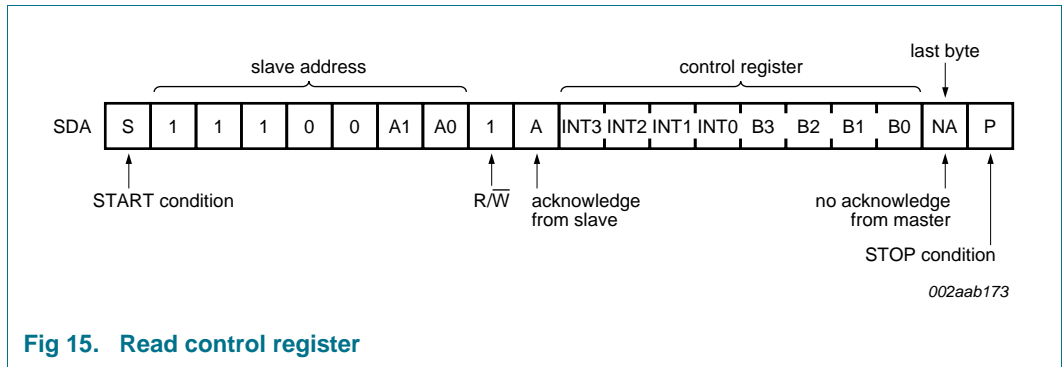 last byte
slave address control register
SDA S 1 1 1 0 0 A1 A0 1 A INT3 INT2 INT1 INT0 B3 B2 B1 B0 NA P
START condition R/W̅ acknowledge from slave no acknowledge from master
STOP condition
002aab173
Fig 15. Read control register